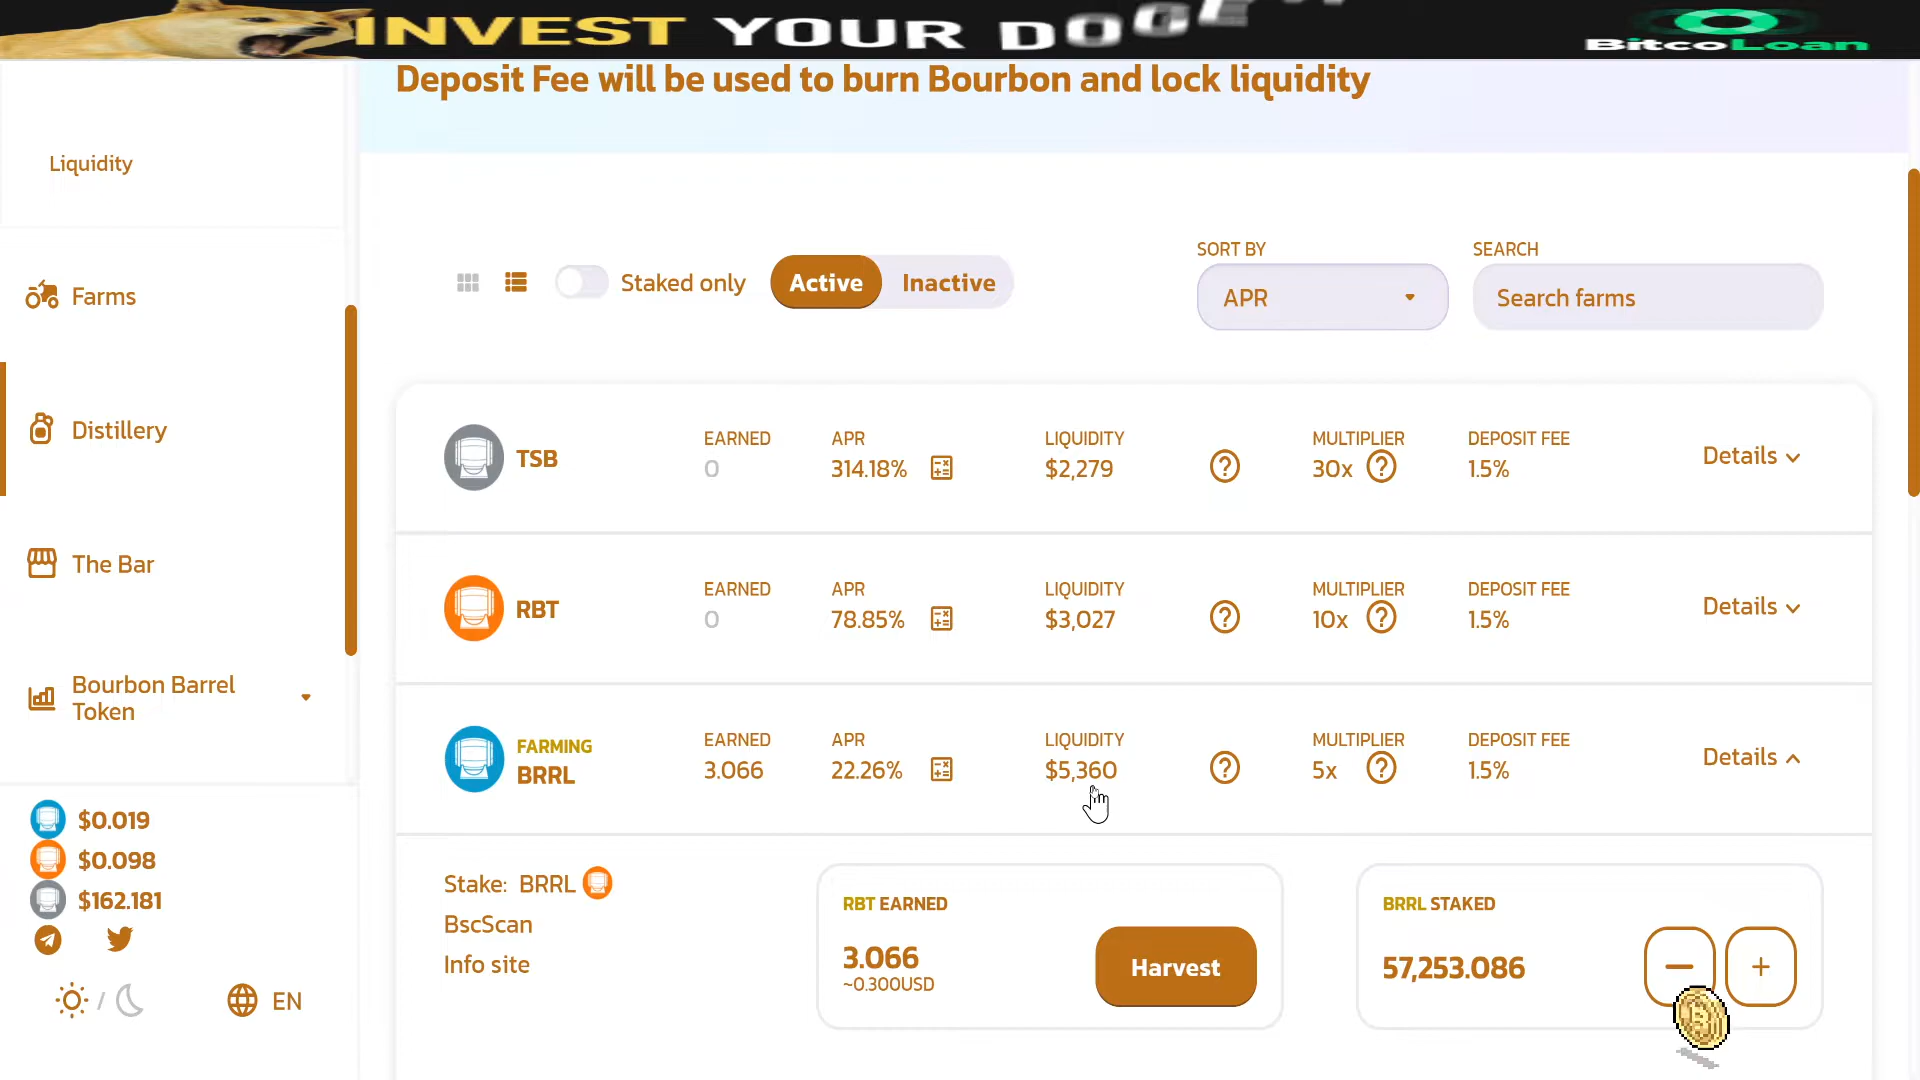 INVEST YOUR DOGE
BitcoLoan
Deposit Fee will be used to burn Bourbon and lock liquidity
Liquidity
Farms
Distillery
The Bar
Bourbon Barrel
Token
$0.019
$0.098
$162.181
/
EN
Staked only
Active
Inactive
SORT BY
APR
SEARCH
Search farms
TSB
EARNED
0
APR
314.18%
LIQUIDITY
$2,279
MULTIPLIER
30x
DEPOSIT FEE
1.5%
Details
RBT
EARNED
0
APR
78.85%
LIQUIDITY
$3,027
MULTIPLIER
10x
DEPOSIT FEE
1.5%
Details
FARMING
BRRL
EARNED
3.066
APR
22.26%
LIQUIDITY
$5,360
MULTIPLIER
5x
DEPOSIT FEE
1.5%
Details
Stake: BRRL
BscScan
Info site
RBT EARNED
3.066
~0.300USD
Harvest
BRRL STAKED
57,253.086